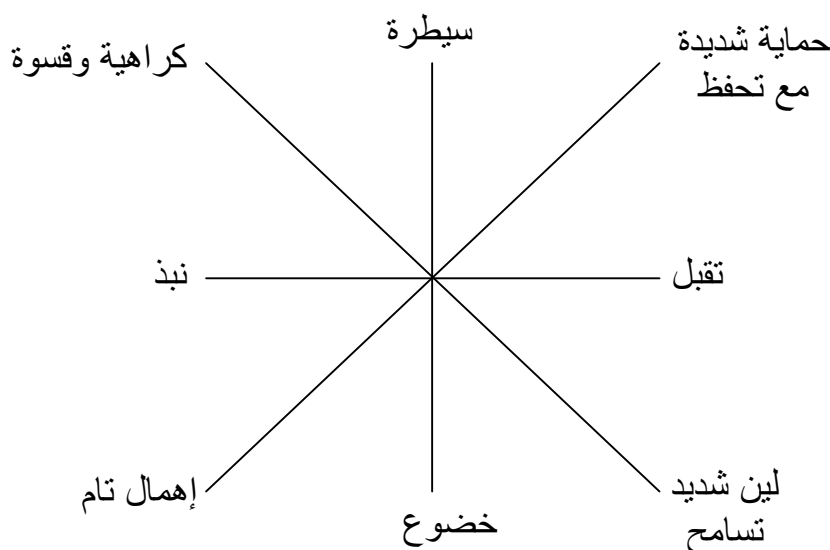 سيطرة
حماية شديدة
مع تحفظ
كراهية وقسوة
تقبل
نبذ
لين شديد
تسامح
إهمال تام
خضوع